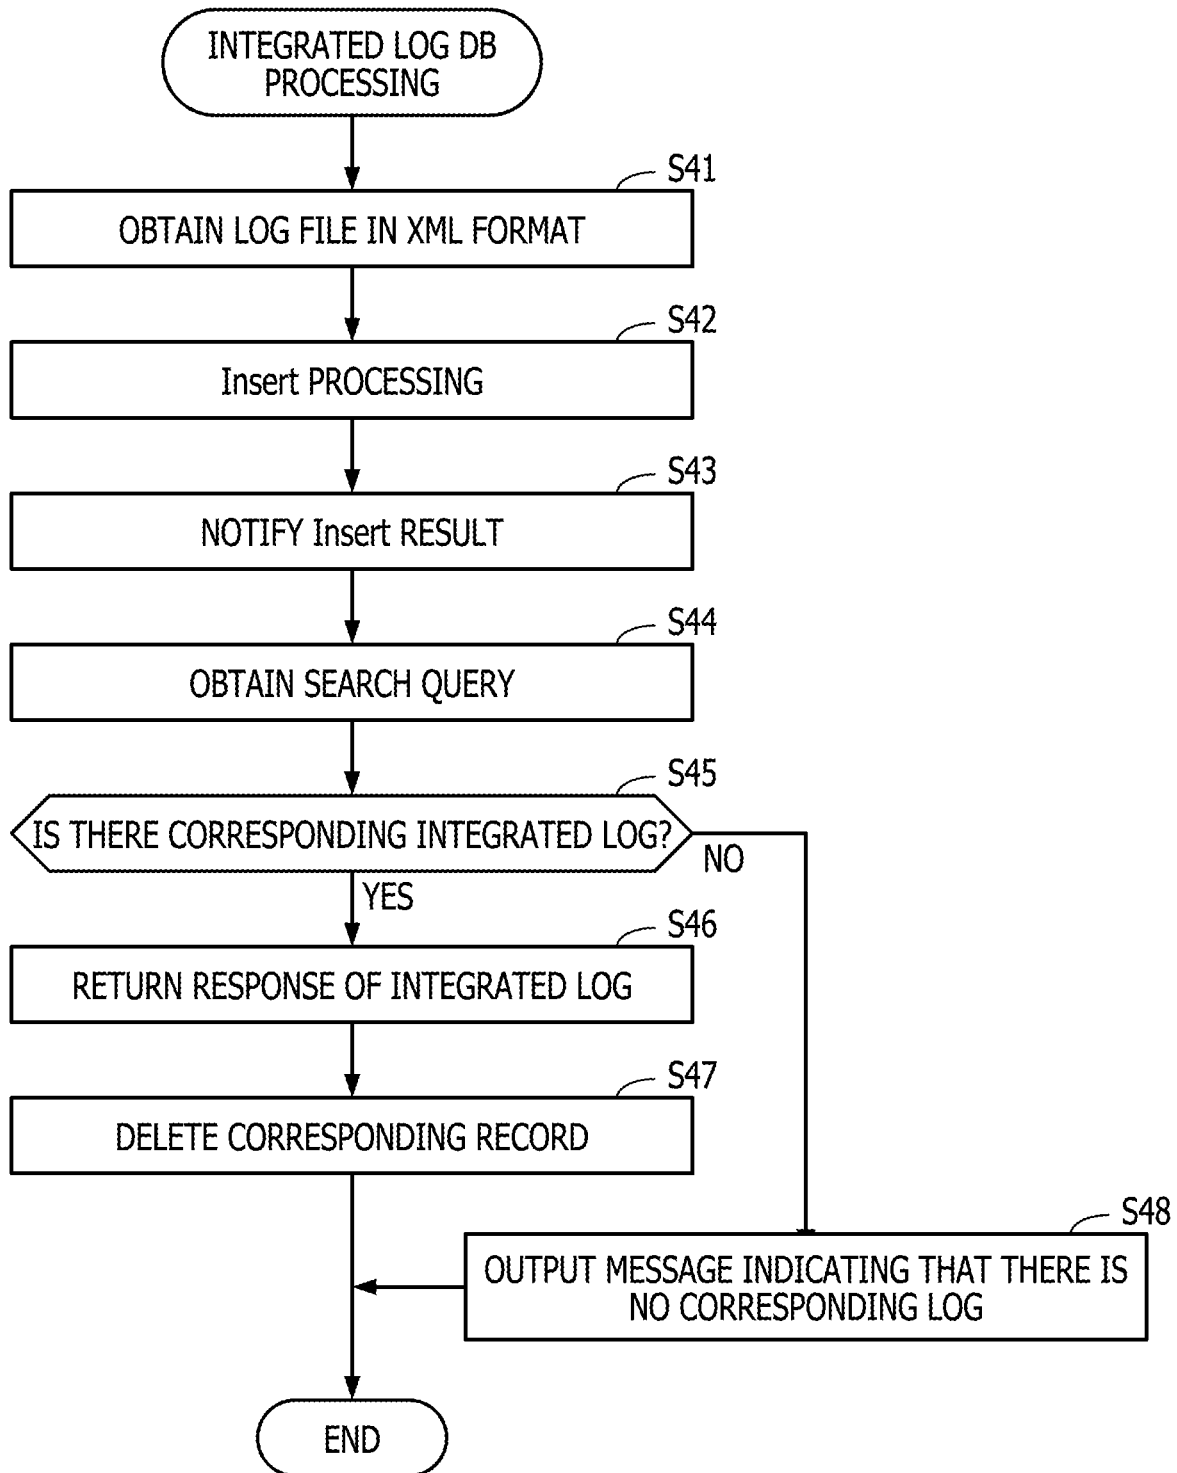 INTEGRATED LOG DB
PROCESSING
S41
OBTAIN LOG FILE IN XML FORMAT
S42
Insert PROCESSING
S43
NOTIFY Insert RESULT
S44
OBTAIN SEARCH QUERY
S45
IS THERE CORRESPONDING INTEGRATED LOG?
NO
YES
S46
RETURN RESPONSE OF INTEGRATED LOG
S47
DELETE CORRESPONDING RECORD
S48
OUTPUT MESSAGE INDICATING THAT THERE IS
NO CORRESPONDING LOG
END